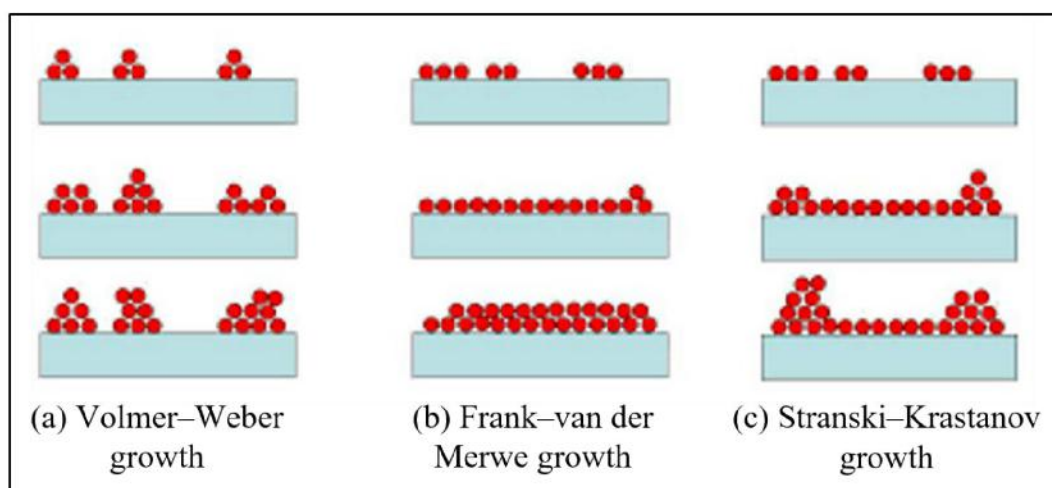 (a) Volmer–Weber
growth
(b) Frank–van der
Merwe growth
(c) Stranski–Krastanov
growth